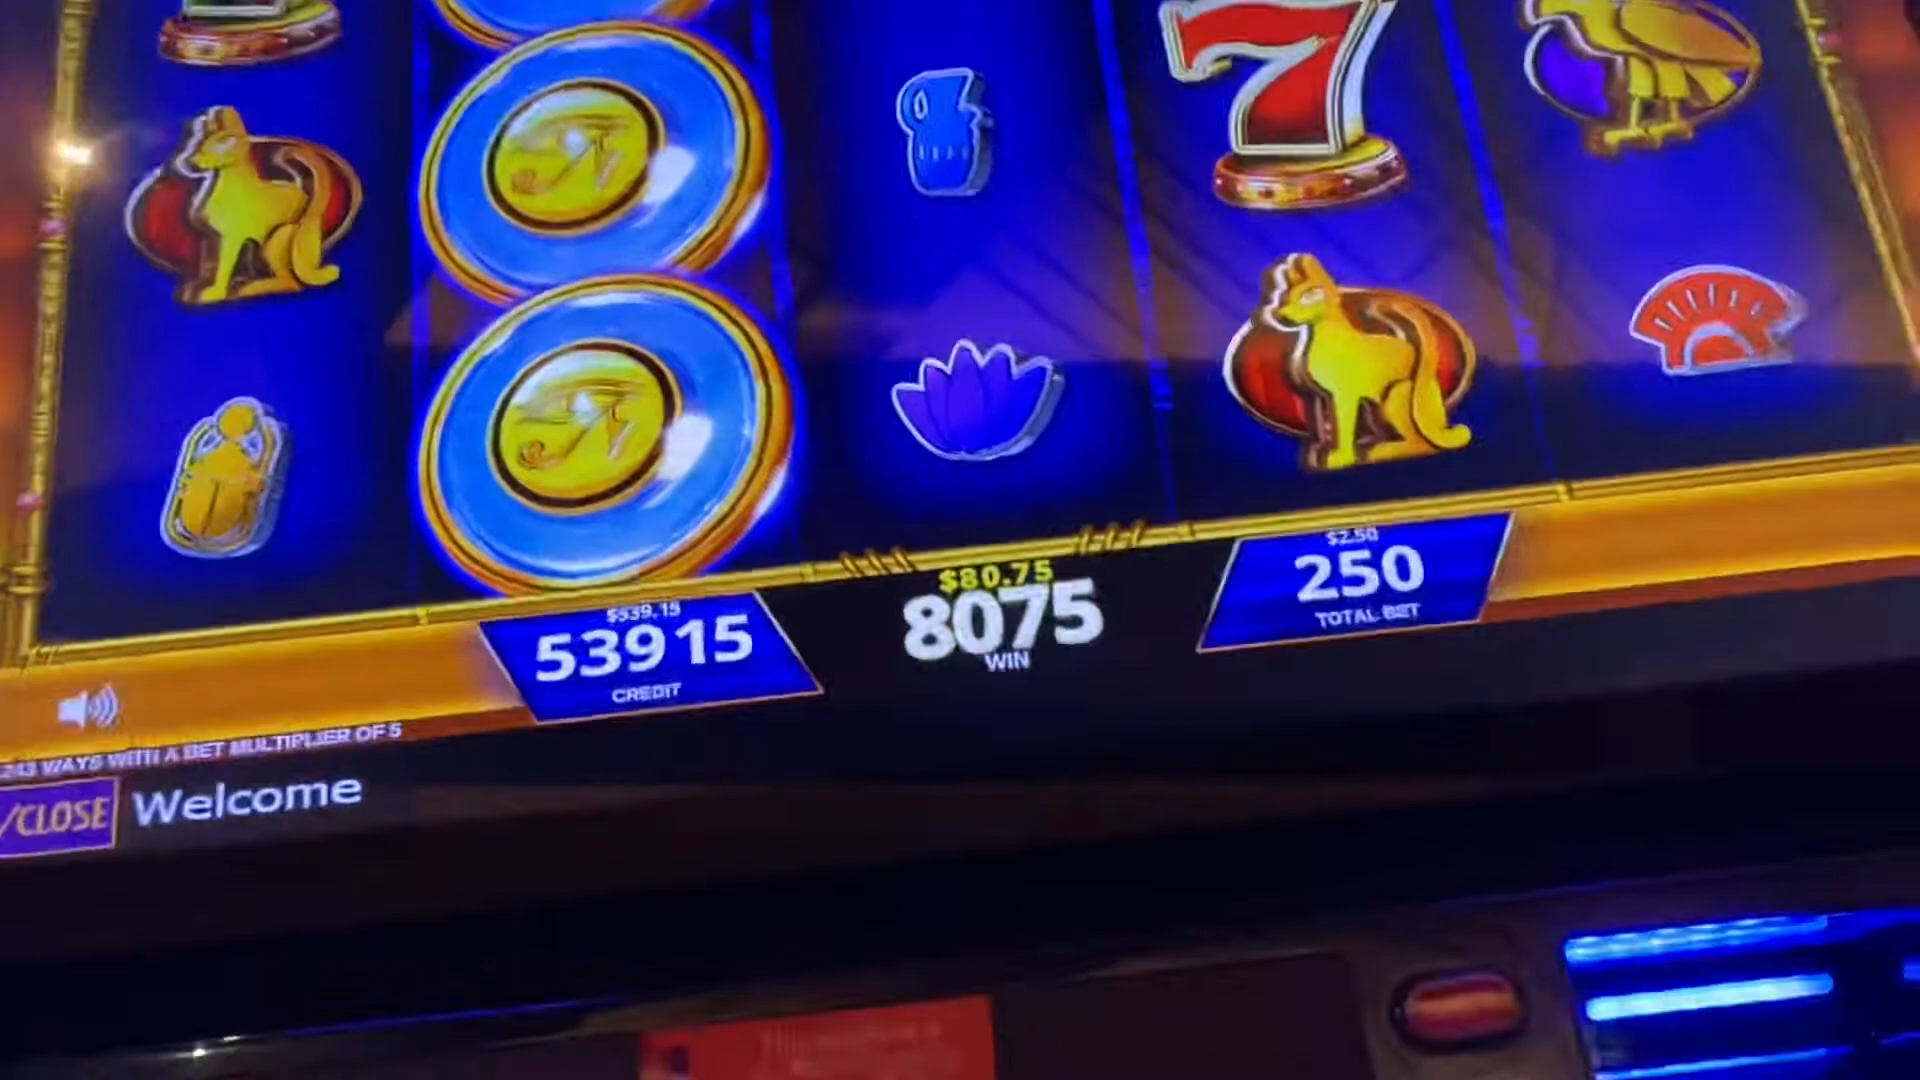 7
$80.75
8075
WIN
$2.50
250
TOTAL BET
$539.15
53915
CREDIT
243 WAYS WITH A BET MULTIPLIER OF 5
/CLOSE
Welcome